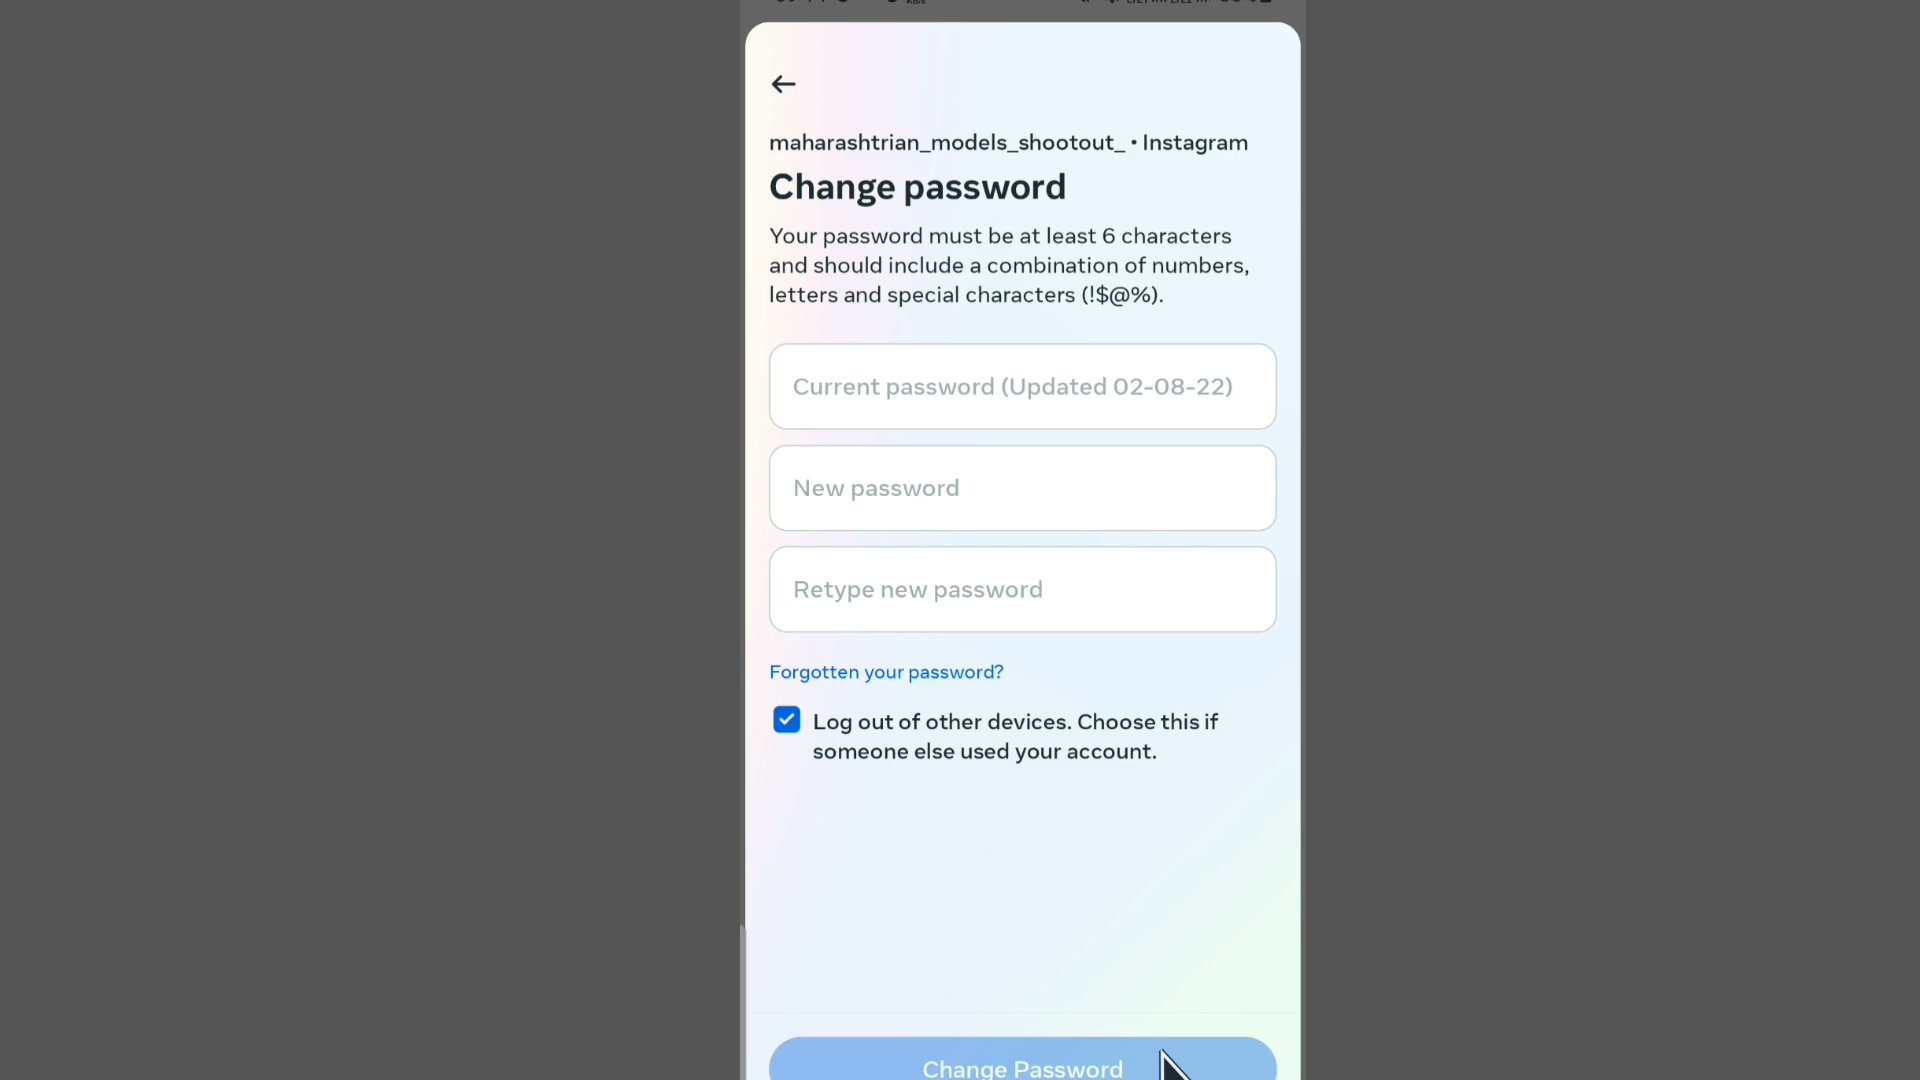 maharashtrian_models_shootout_ • Instagram
Change password
Your password must be at least 6 characters
and should include a combination of numbers,
letters and special characters (!$@%).
Current password (Updated 02-08-22)
New password
Retype new password
Forgotten your password?
Log out of other devices. Choose this if
someone else used your account.
Change Password